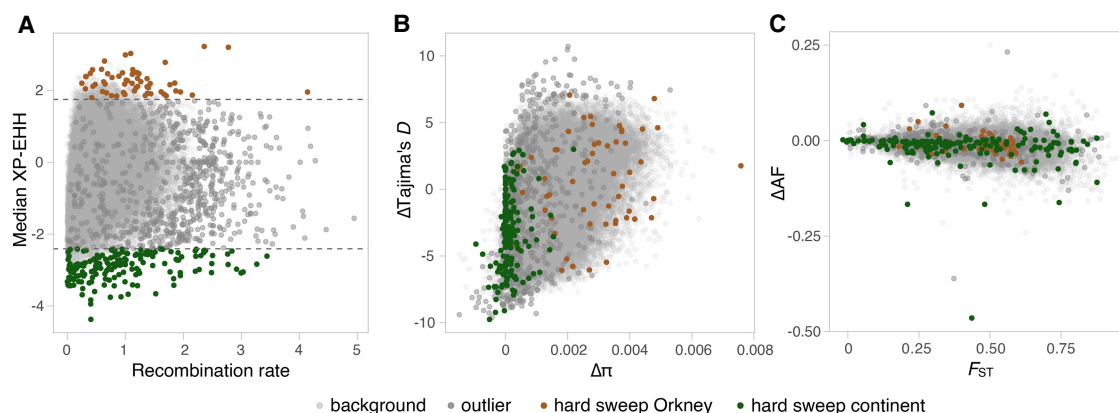 A
B
C
Median XP-EHH
2
0
-2
-4
0 1 2 3 4 5
Recombination rate
ΔTajima's D
10
5
0
-5
-10
0 0.002 0.004 0.006 0.008
Δπ
ΔAF
0.25
0.00
-0.25
-0.50
0 0.25 0.50 0.75
FST
background outlier hard sweep Orkney hard sweep continent